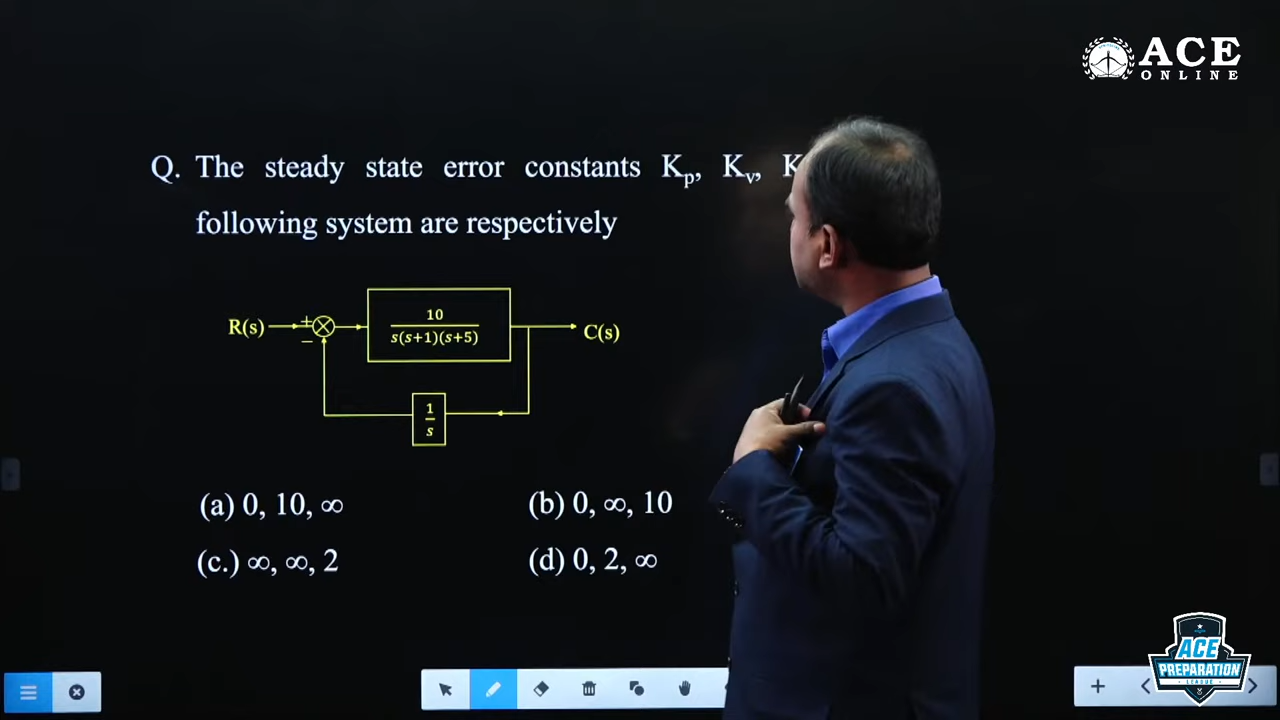 ACE
ONLINE
Q. The steady state error constants Kₚ, Kᵥ, K
following system are respectively
R(s)
+
−
10
s(s+1)(s+5)
C(s)
1
s
(a) 0, 10, ∞
(b) 0, ∞, 10
(c.) ∞, ∞, 2
(d) 0, 2, ∞
ACE
PREPARATION
LEAGUE